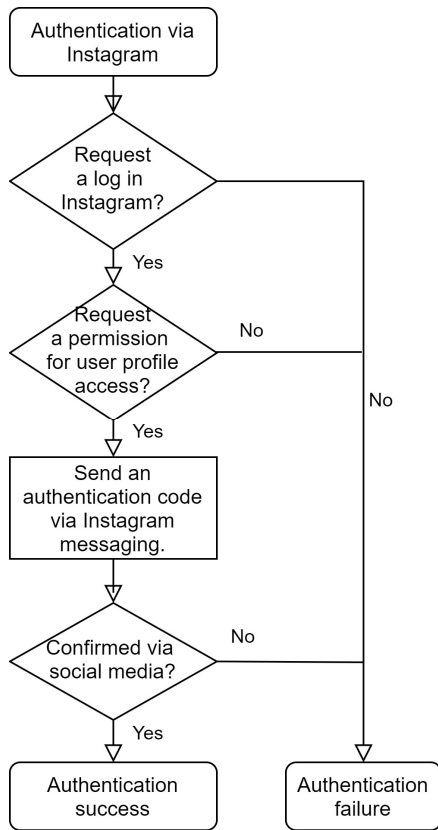 Authentication via
Instagram
Request
a log in
Instagram?
Yes
Request
a permission
for user profile
access?
No
No
Yes
Send an
authentication code
via Instagram
messaging.
Confirmed via
social media?
No
Yes
Authentication
success
Authentication
failure